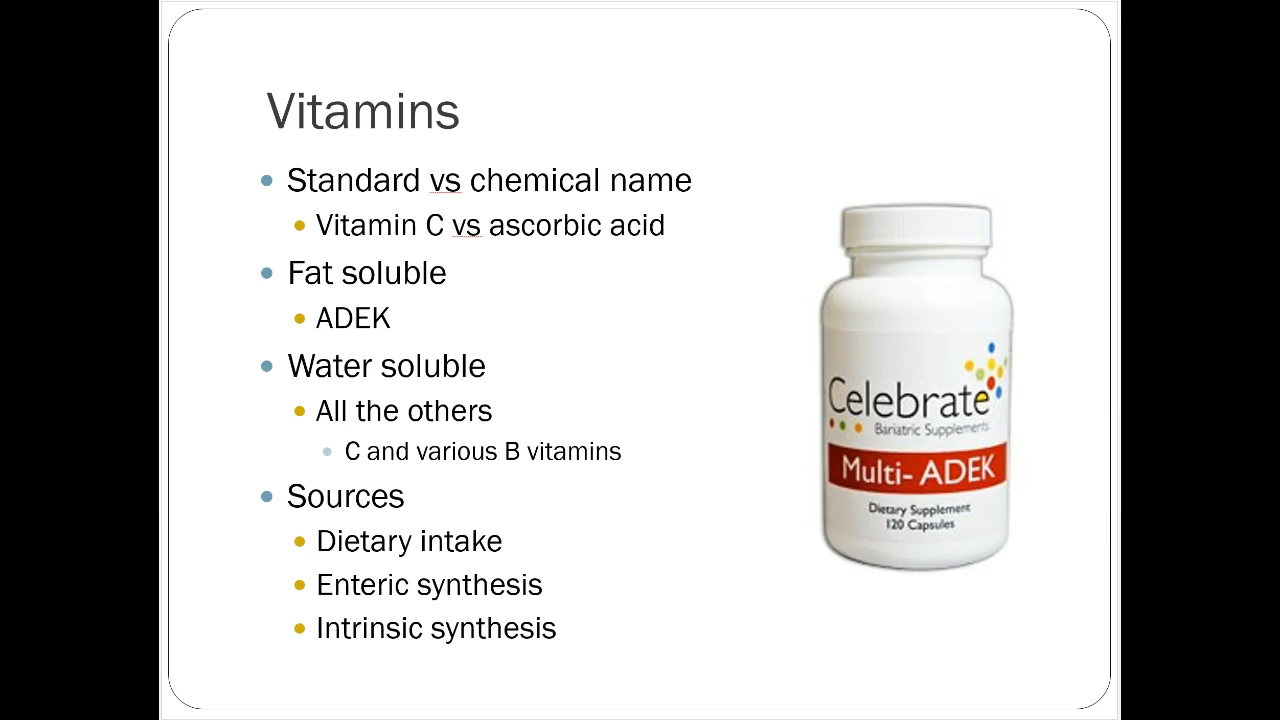 Vitamins
Standard vs chemical name
Vitamin C vs ascorbic acid
Fat soluble
ADEK
Water soluble
All the others
C and various B vitamins
Sources
Dietary intake
Enteric synthesis
Intrinsic synthesis
Celebrate
Bariatric Supplements
Multi- ADEK
Dietary Supplement
120 Capsules